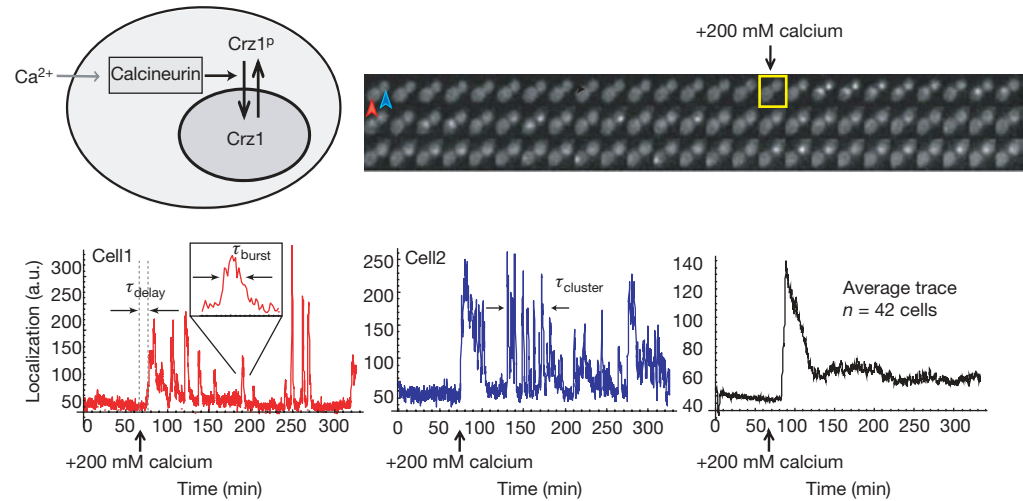 Ca2+
Calcineurin
Crz1p
Crz1
+200 mM calcium
Cell1
τdelay
τburst
Localization (a.u.)
300
250
200
150
100
50
0 50 100 150 200 250 300
+200 mM calcium
Time (min)
Cell2
τcluster
250
200
150
100
50
0 50 100 150 200 250 300
+200 mM calcium
Time (min)
Average trace
n = 42 cells
140
120
100
80
60
40
0 50 100 150 200 250 300
+200 mM calcium
Time (min)